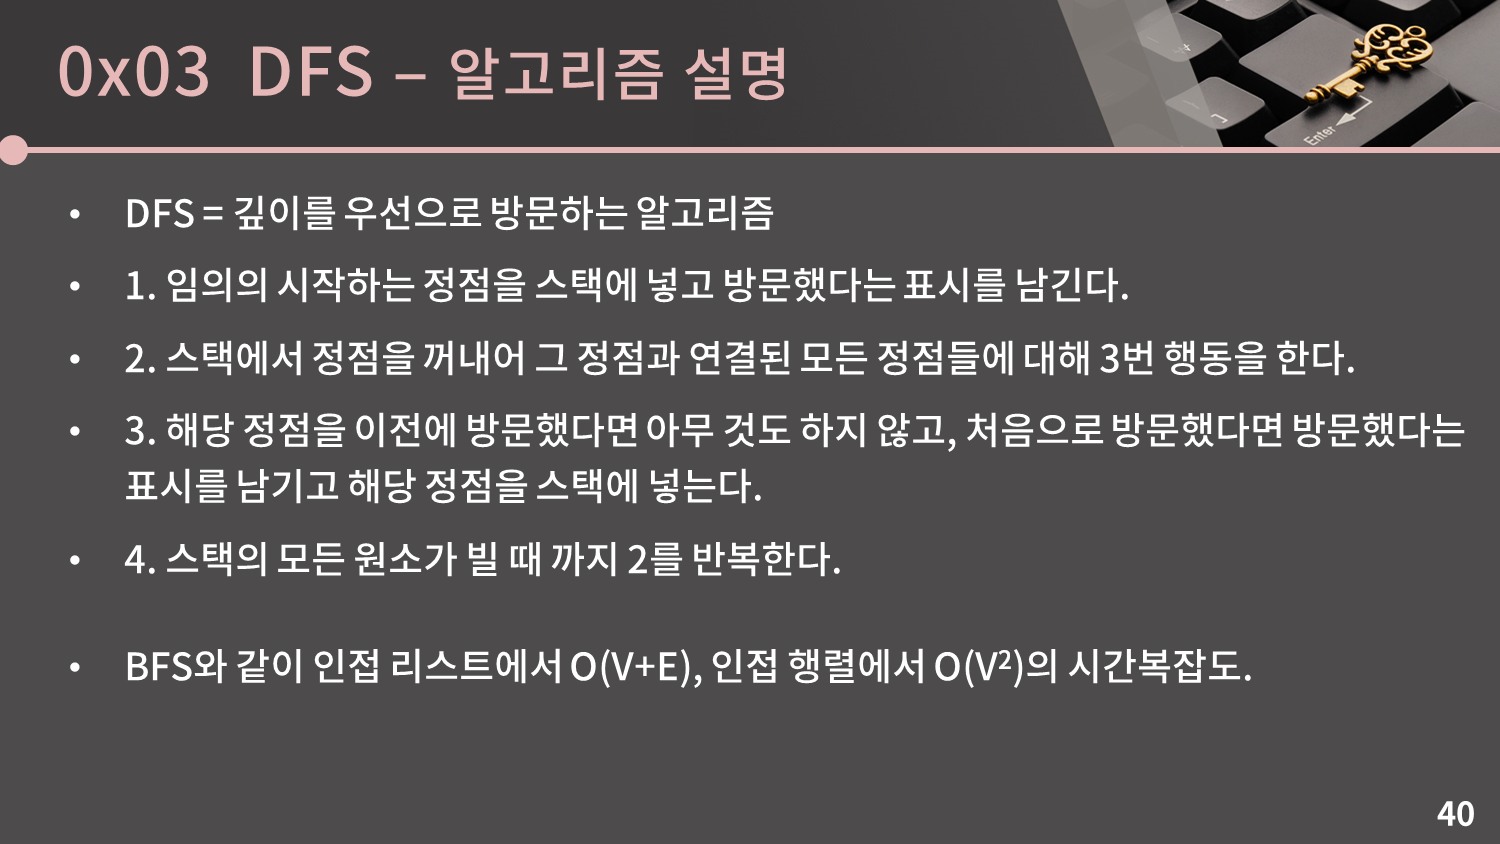 0x03 DFS – 알고리즘 설명
Enter
• DFS = 깊이를 우선으로 방문하는 알고리즘
• 1. 임의의 시작하는 정점을 스택에 넣고 방문했다는 표시를 남긴다.
• 2. 스택에서 정점을 꺼내어 그 정점과 연결된 모든 정점들에 대해 3번 행동을 한다.
• 3. 해당 정점을 이전에 방문했다면 아무 것도 하지 않고, 처음으로 방문했다면 방문했다는
표시를 남기고 해당 정점을 스택에 넣는다.
• 4. 스택의 모든 원소가 빌 때 까지 2를 반복한다.
• BFS와 같이 인접 리스트에서 O(V+E), 인접 행렬에서 O(V²)의 시간복잡도.
40